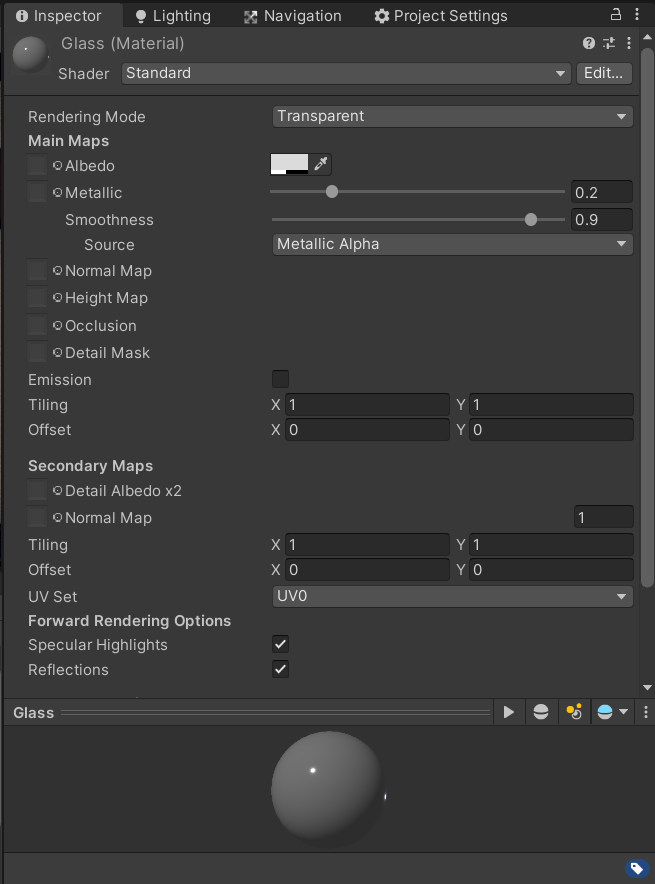 Inspector Lighting Navigation Project Settings
Glass (Material)
Shader Standard Edit...
Rendering Mode Transparent
Main Maps
Albedo
Metallic 0.2
Smoothness 0.9
Source Metallic Alpha
Normal Map
Height Map
Occlusion
Detail Mask
Emission
Tiling X 1 Y 1
Offset X 0 Y 0
Secondary Maps
Detail Albedo x2
Normal Map 1
Tiling X 1 Y 1
Offset X 0 Y 0
UV Set UV0
Forward Rendering Options
Specular Highlights
Reflections
Glass